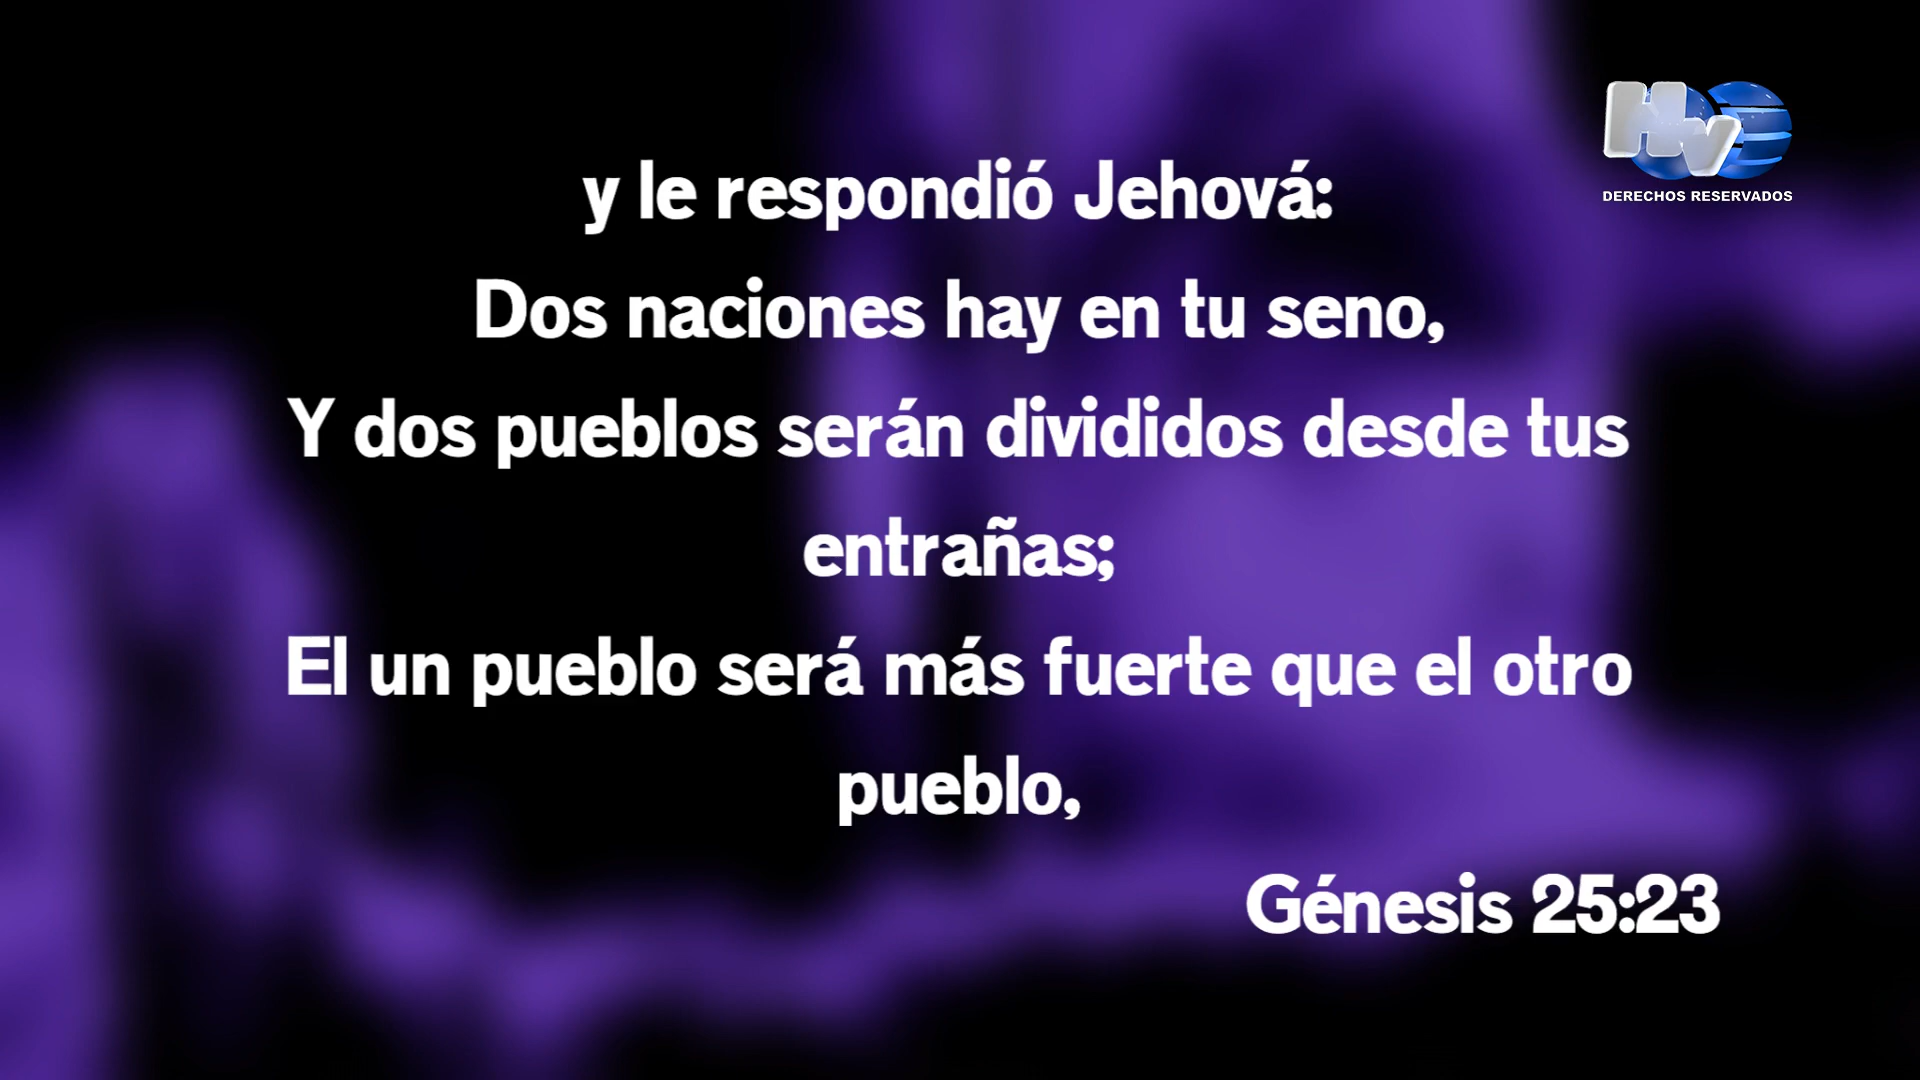 HV
DERECHOS RESERVADOS
y le respondió Jehová:
Dos naciones hay en tu seno,
Y dos pueblos serán divididos desde tus
entrañas;
El un pueblo será más fuerte que el otro
pueblo,
Génesis 25:23